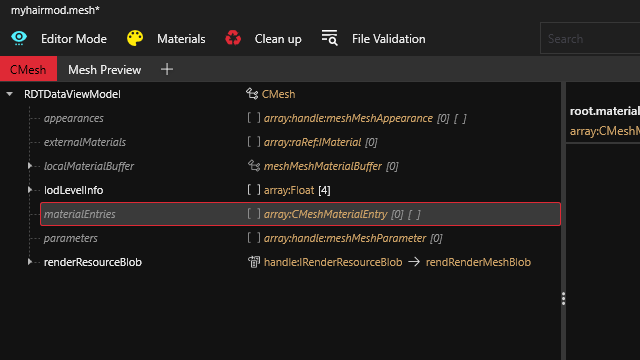 myhairmod.mesh*
Editor Mode Materials Clean up File Validation Search
CMesh Mesh Preview +
RDTDataViewModel CMesh
appearances [ ] array:handle:meshMeshAppearance [0] [ ]
externalMaterials [ ] array:raRef:IMaterial [0]
localMaterialBuffer meshMeshMaterialBuffer [0]
lodLevelInfo [ ] array:Float [4]
materialEntries [ ] array:CMeshMaterialEntry [0] [ ]
parameters [ ] array:handle:meshMeshParameter [0]
renderResourceBlob handle:IRenderResourceBlob → rendRenderMeshBlob
root.material
array:CMeshM